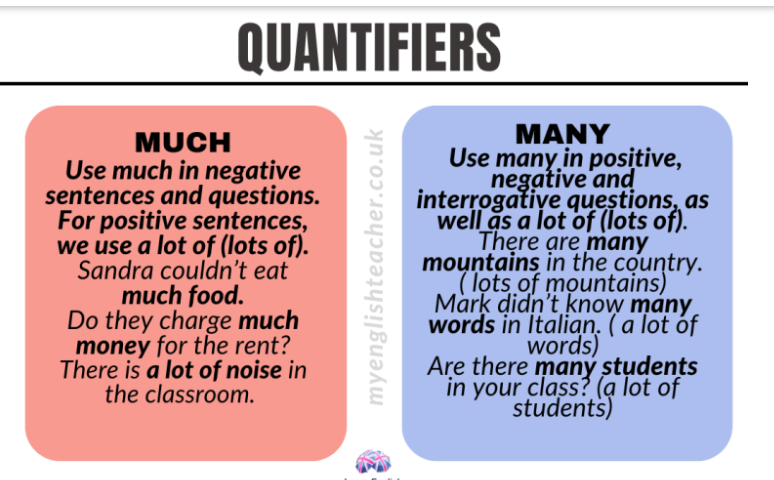 QUANTIFIERS
MUCH
Use much in negative
sentences and questions.
For positive sentences,
we use a lot of (lots of).
Sandra couldn't eat
much food.
Do they charge much
money for the rent?
There is a lot of noise in
the classroom.
myenglishteacher.co.uk
MANY
Use many in positive,
negative and
interrogative questions, as
well as a lot of (lots of).
There are many
mountains in the country.
( lots of mountains)
Mark didn't know many
words in Italian. ( a lot of
words)
Are there many students
in your class? (a lot of
students)